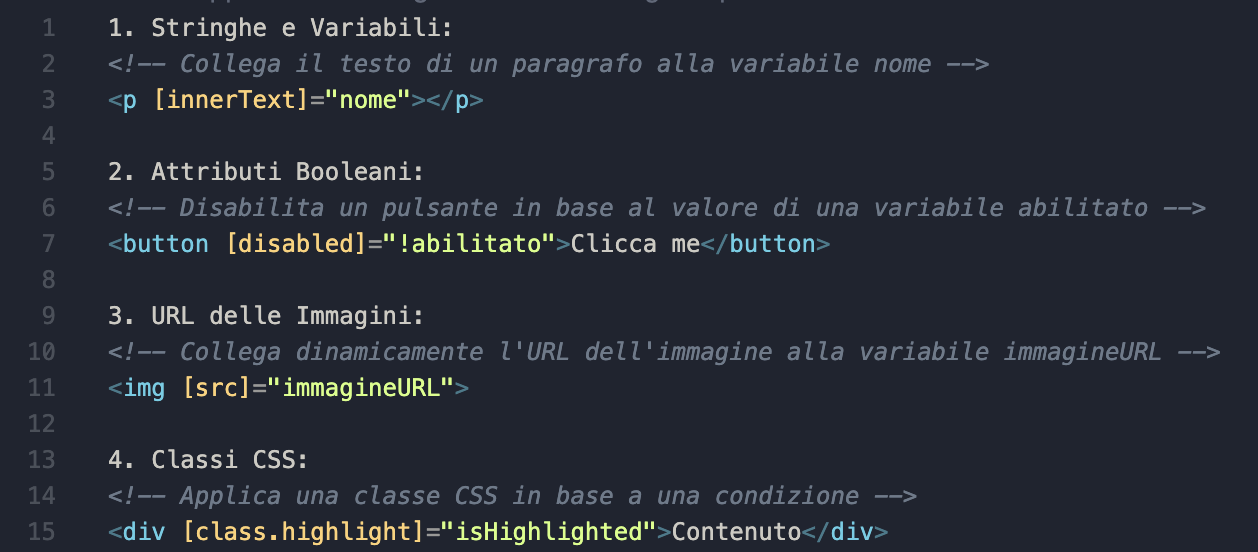 1 1. Stringhe e Variabili:
2 <!-- Collega il testo di un paragrafo alla variabile nome -->
3 <p [innerText]="nome"></p>
4
5 2. Attributi Booleani:
6 <!-- Disabilita un pulsante in base al valore di una variabile abilitato -->
7 <button [disabled]="!abilitato">Clicca me</button>
8
9 3. URL delle Immagini:
10 <!-- Collega dinamicamente l'URL dell'immagine alla variabile immagineURL -->
11 <img [src]="immagineURL">
12
13 4. Classi CSS:
14 <!-- Applica una classe CSS in base a una condizione -->
15 <div [class.highlight]="isHighlighted">Contenuto</div>